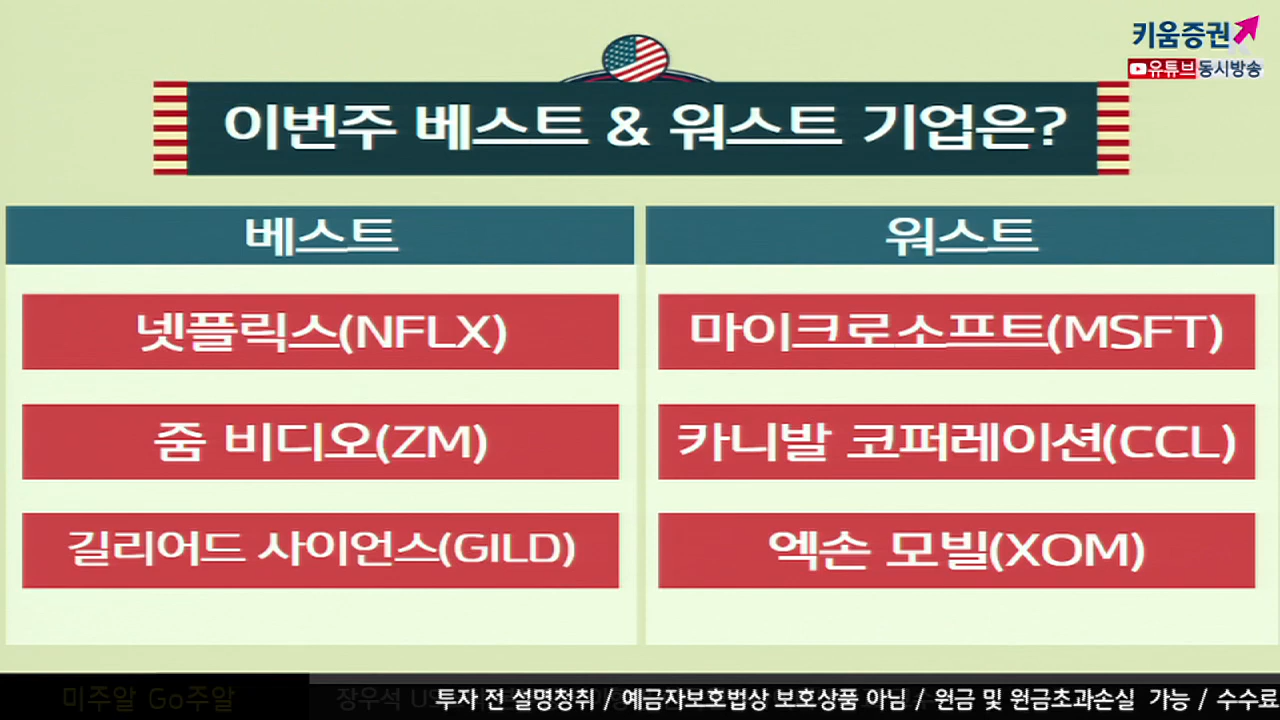 키움증권
유튜브 동시방송
이번주 베스트 & 워스트 기업은?
베스트
워스트
넷플릭스(NFLX)
마이크로소프트(MSFT)
줌 비디오(ZM)
카니발 코퍼레이션(CCL)
길리어드 사이언스(GILD)
엑손 모빌(XOM)
미주알 Go주알
장우석 US
투자 전 설명청취 / 예금자보호법상 보호상품 아님 / 원금 및 원금초과손실 가능 / 수수료